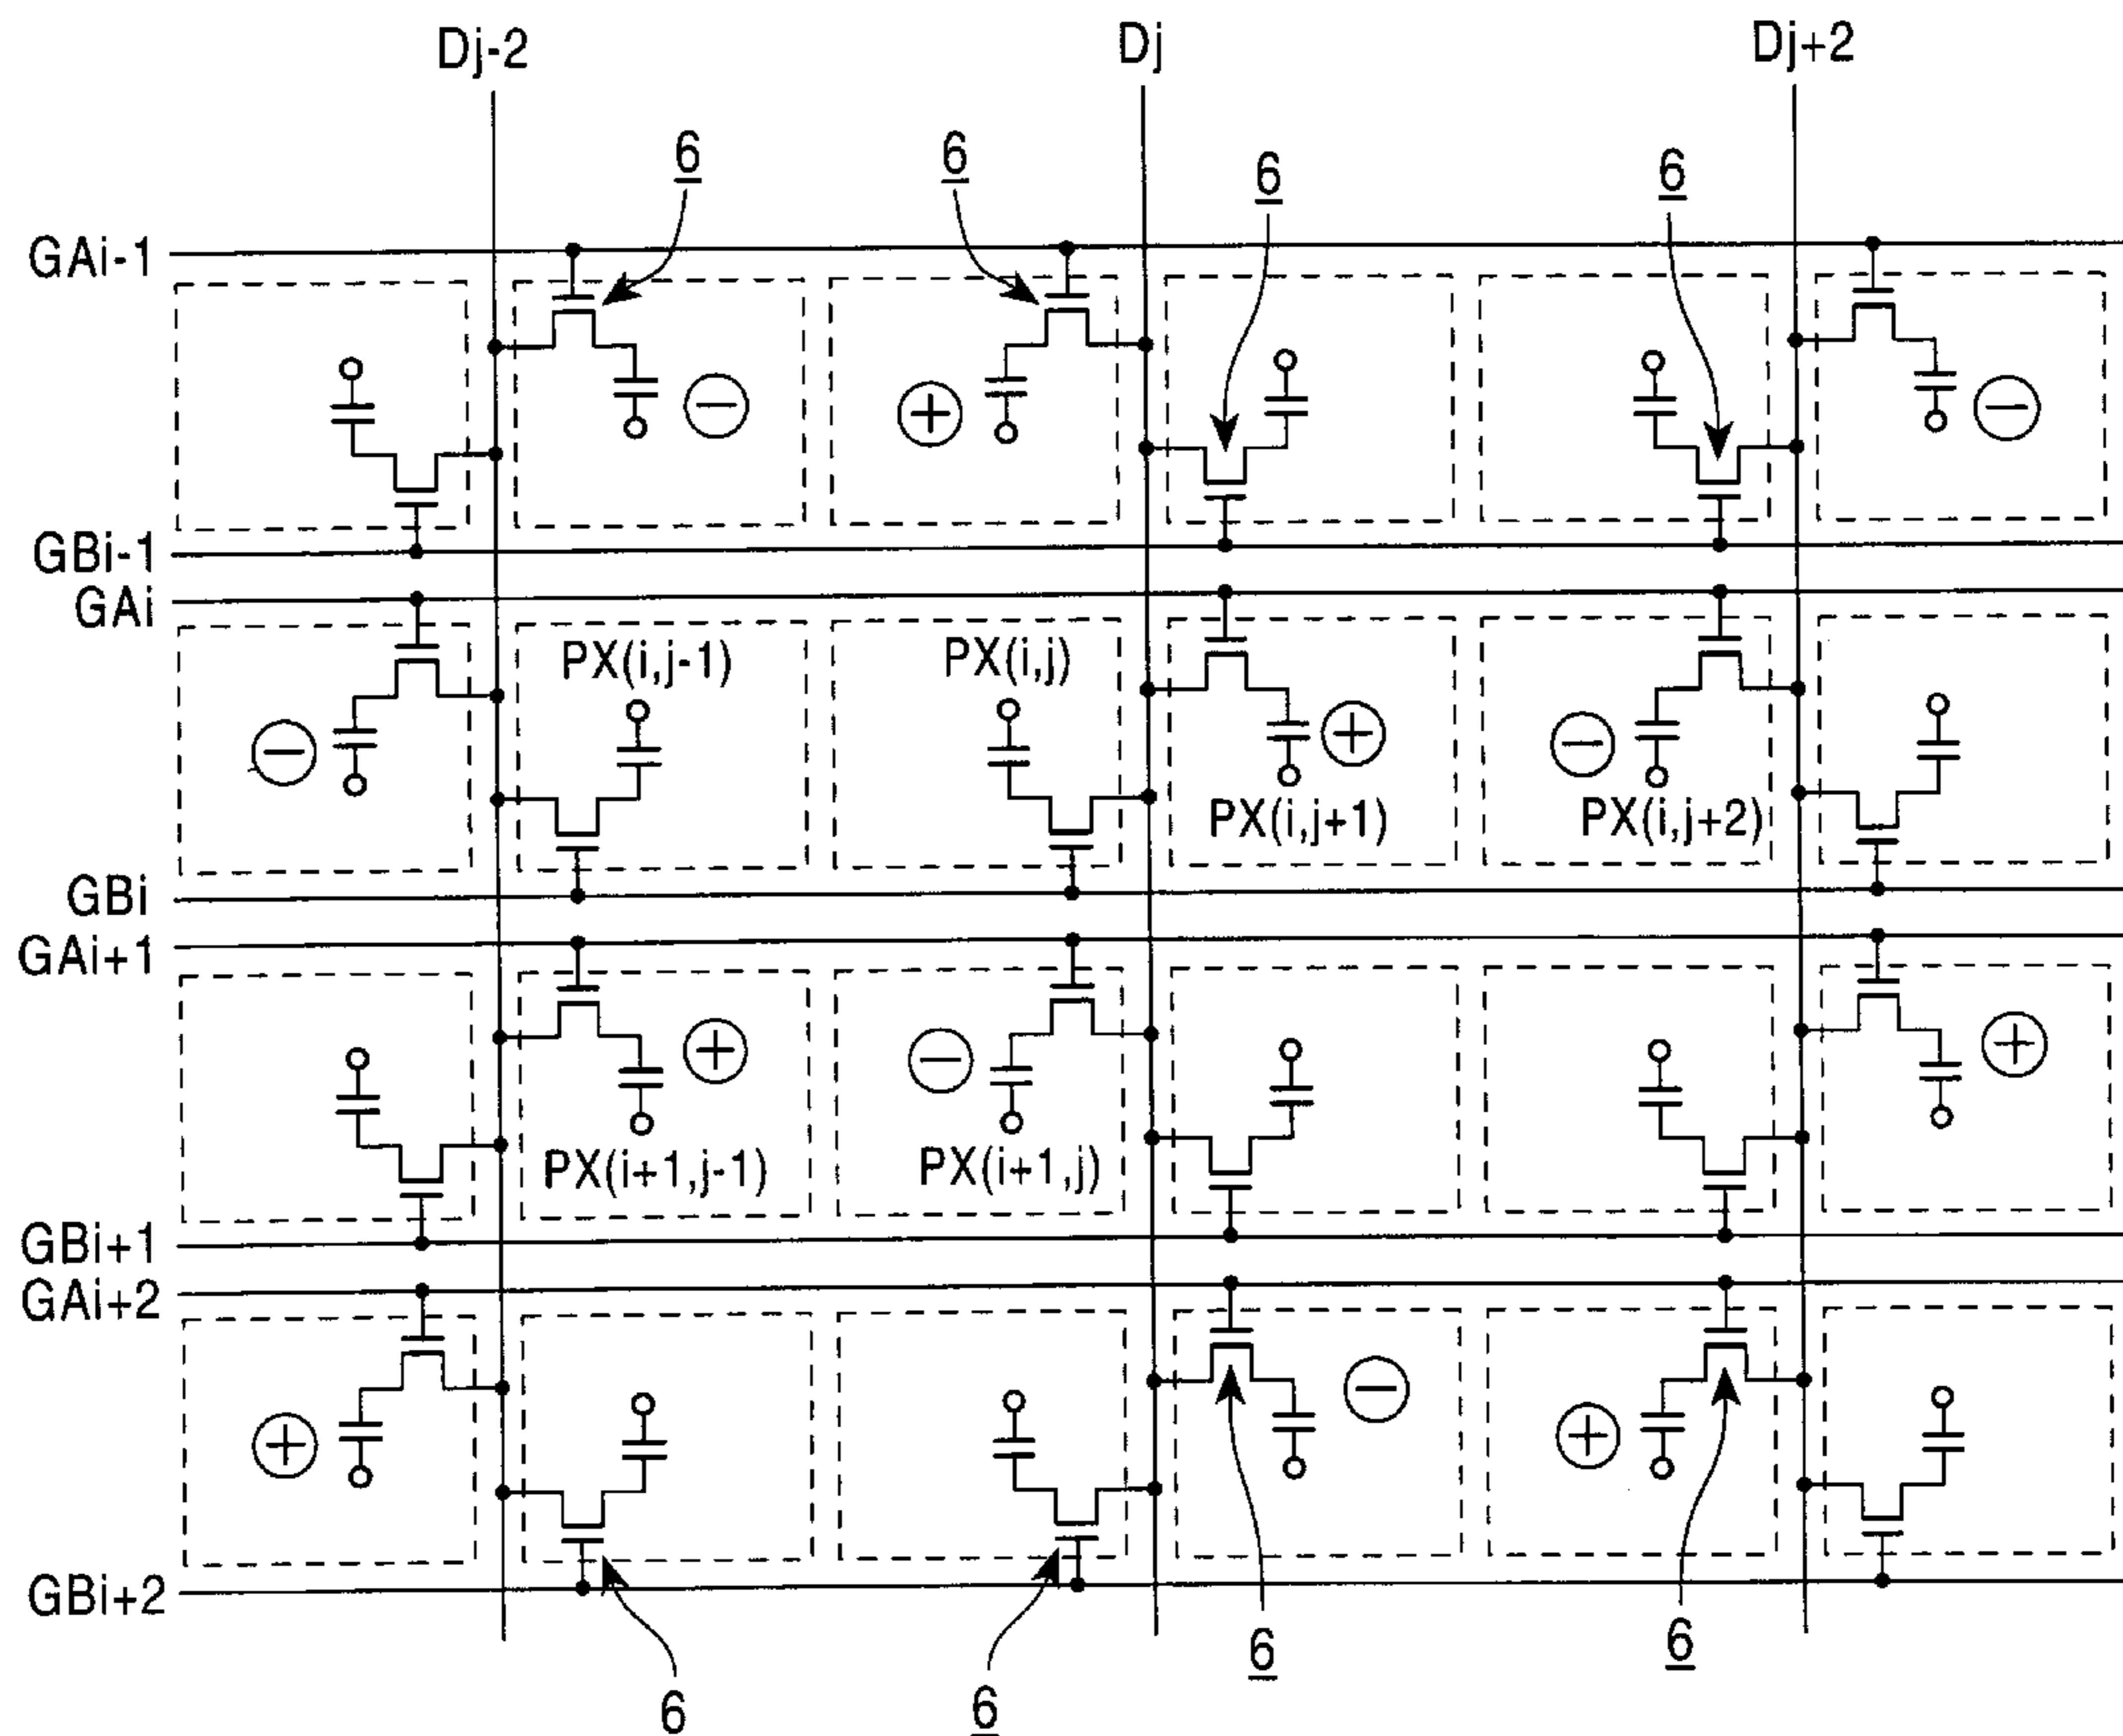 Dj-2 Dj Dj+2
6 6 6 6
GAi-1
⊖ ⊕ ⊖
GBi-1
GAi
PX(i,j-1) PX(i,j)
⊖ ⊕ ⊖
PX(i,j+1) PX(i,j+2)
GBi
GAi+1
⊕ ⊖ ⊕
PX(i+1,j-1) PX(i+1,j)
GBi+1
GAi+2
⊖
⊕ ⊕
GBi+2
6 6 6 6